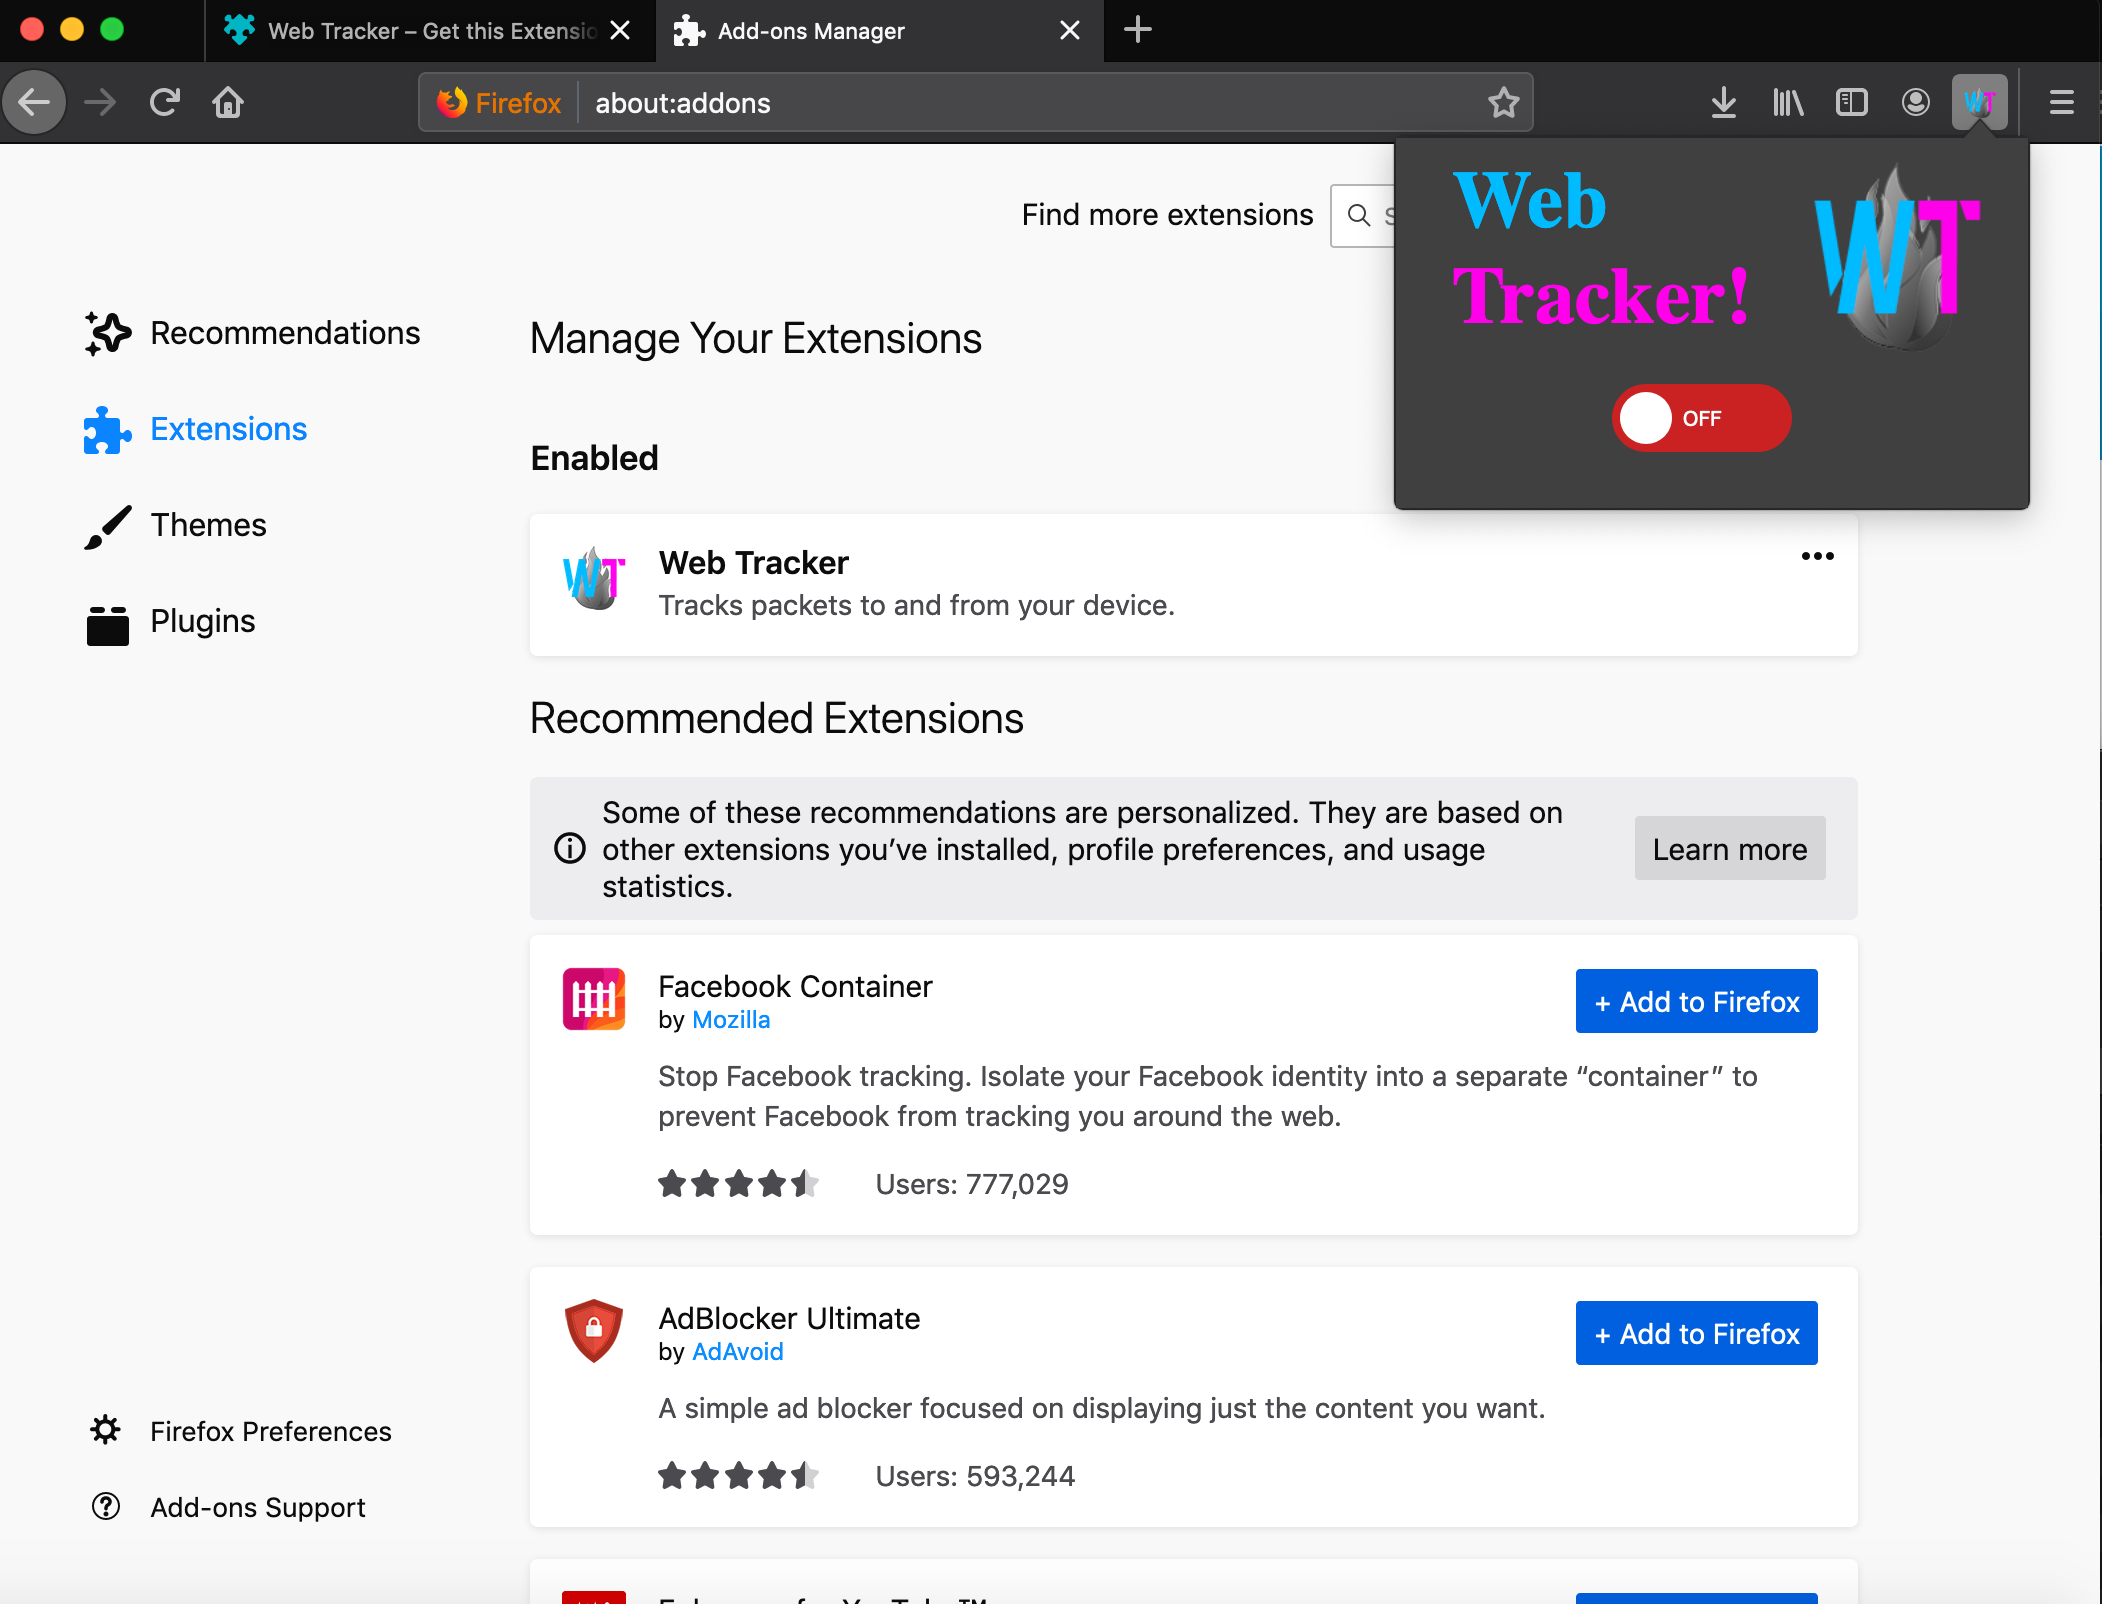 Web Tracker – Get this Extensio
Add-ons Manager
Firefox
about:addons
WT
Find more extensions
S
Web
Tracker!
WT
OFF
Recommendations
Extensions
Themes
Plugins
Manage Your Extensions
Enabled
WT
Web Tracker
Tracks packets to and from your device.
Recommended Extensions
Some of these recommendations are personalized. They are based on
other extensions you’ve installed, profile preferences, and usage
statistics.
Learn more
Facebook Container
by Mozilla
+ Add to Firefox
Stop Facebook tracking. Isolate your Facebook identity into a separate “container” to
prevent Facebook from tracking you around the web.
Users: 777,029
AdBlocker Ultimate
by AdAvoid
+ Add to Firefox
A simple ad blocker focused on displaying just the content you want.
Users: 593,244
Firefox Preferences
Add-ons Support